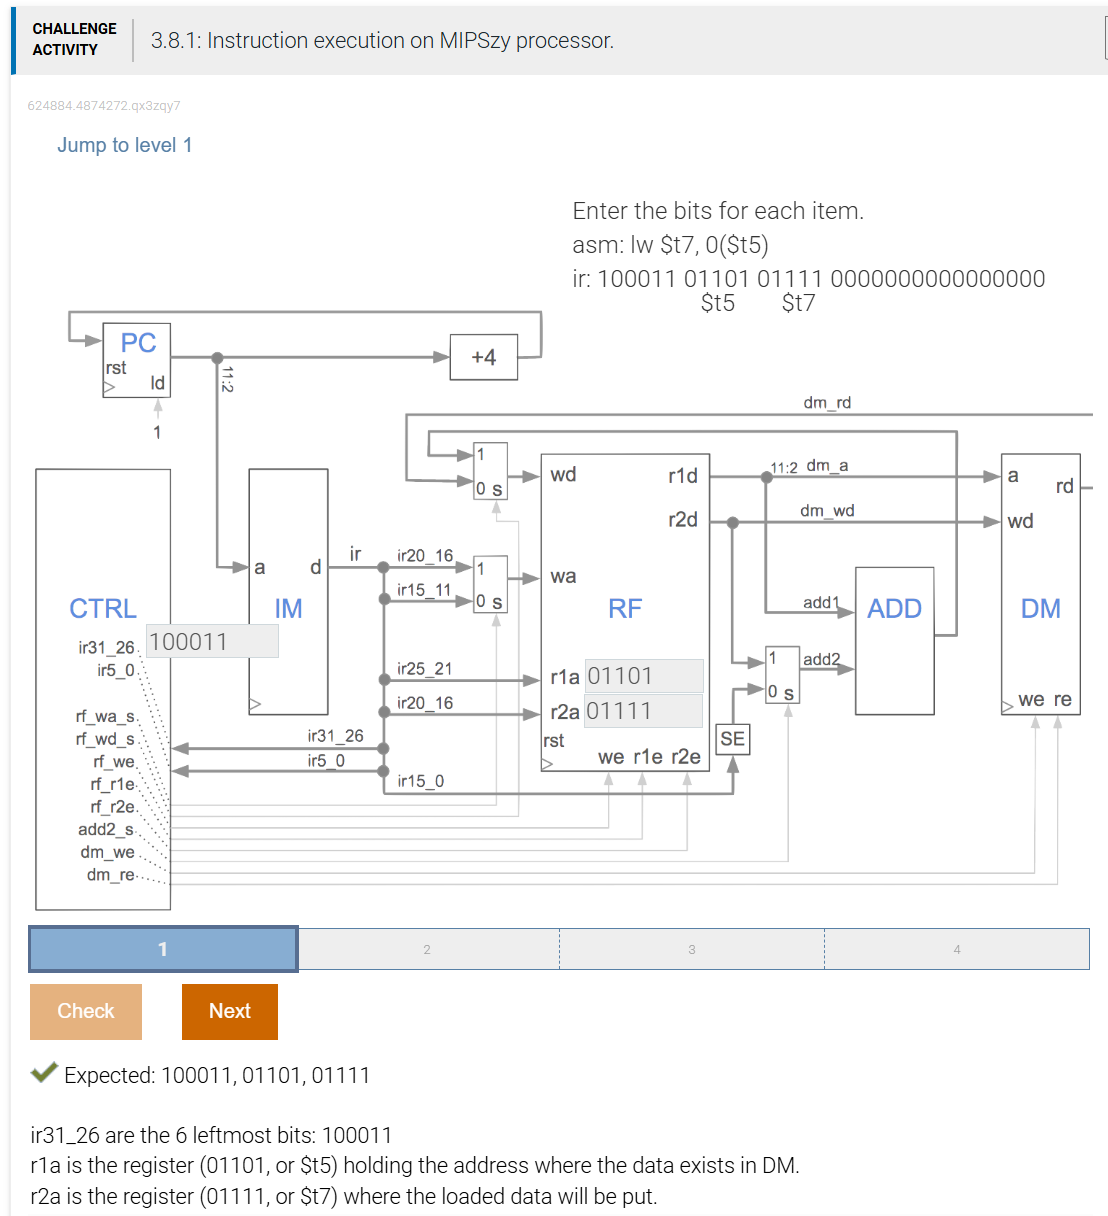 CHALLENGE
ACTIVITY
3.8.1: Instruction execution on MIPSzy processor.
624884.4874272.qx3zqy7
Jump to level 1
Enter the bits for each item.
asm: lw $t7, 0($t5)
ir: 100011 01101 01111 0000000000000000
$t5 $t7
PC
rst
ld
1
11:2
+4
dm_rd
1
0 s
wd
r1d
11:2 dm_a
a
rd
r2d
dm_wd
wd
a
d
ir
ir20_16
1
wa
ir15_11
0 s
CTRL
IM
RF
add1
ADD
DM
ir31_26
100011
ir5_0
ir25_21
r1a
01101
1
add2
0 s
ir20_16
r2a
01111
we re
rf_wa_s
rf_wd_s
rf_we
rf_r1e
rf_r2e
add2_s
dm_we
dm_re
ir31_26
ir5_0
ir15_0
rst
we r1e r2e
SE
1
2
3
4
Check
Next
Expected: 100011, 01101, 01111
ir31_26 are the 6 leftmost bits: 100011
r1a is the register (01101, or $t5) holding the address where the data exists in DM.
r2a is the register (01111, or $t7) where the loaded data will be put.